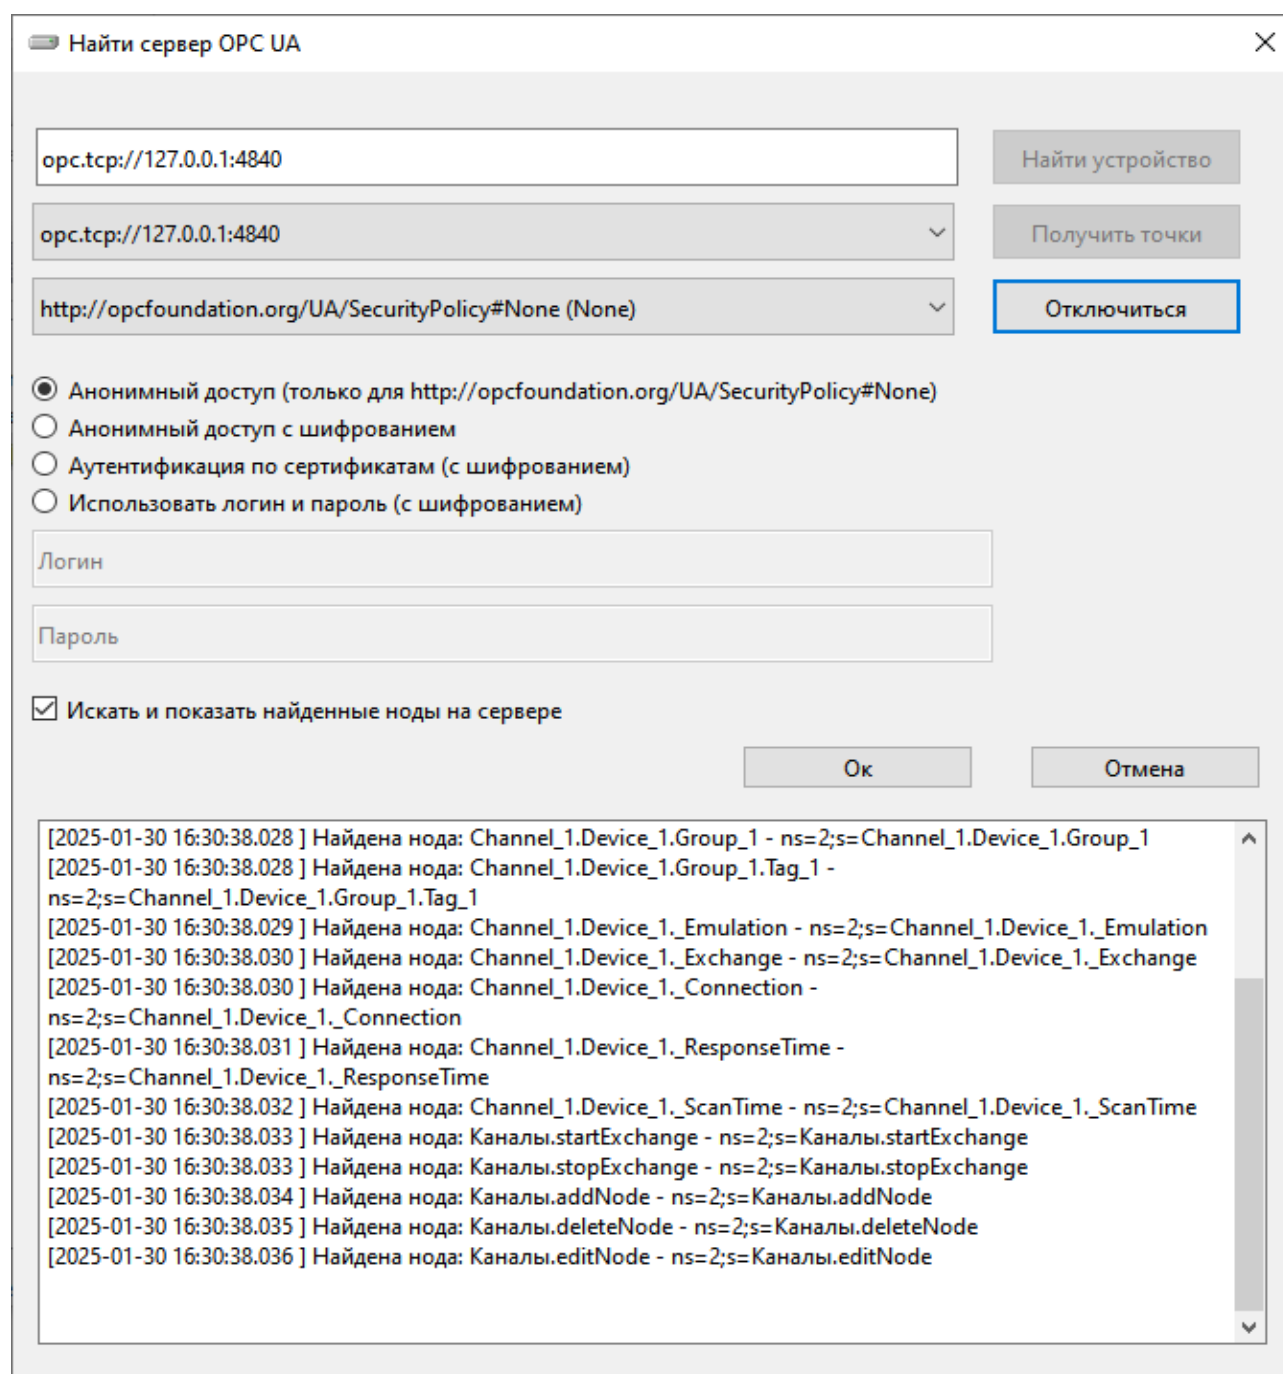 Найти сервер OPC UA
opc.tcp://127.0.0.1:4840
Найти устройство
opc.tcp://127.0.0.1:4840
Получить точки
http://opcfoundation.org/UA/SecurityPolicy#None (None)
Отключиться
Анонимный доступ (только для http://opcfoundation.org/UA/SecurityPolicy#None)
Анонимный доступ с шифрованием
Аутентификация по сертификатам (с шифрованием)
Использовать логин и пароль (с шифрованием)
Логин
Пароль
Искать и показать найденные ноды на сервере
Ок
Отмена
[2025-01-30 16:30:38.028 ] Найдена нода: Channel_1.Device_1.Group_1 - ns=2;s=Channel_1.Device_1.Group_1
[2025-01-30 16:30:38.028 ] Найдена нода: Channel_1.Device_1.Group_1.Tag_1 -
ns=2;s=Channel_1.Device_1.Group_1.Tag_1
[2025-01-30 16:30:38.029 ] Найдена нода: Channel_1.Device_1._Emulation - ns=2;s=Channel_1.Device_1._Emulation
[2025-01-30 16:30:38.030 ] Найдена нода: Channel_1.Device_1._Exchange - ns=2;s=Channel_1.Device_1._Exchange
[2025-01-30 16:30:38.030 ] Найдена нода: Channel_1.Device_1._Connection -
ns=2;s=Channel_1.Device_1._Connection
[2025-01-30 16:30:38.031 ] Найдена нода: Channel_1.Device_1._ResponseTime -
ns=2;s=Channel_1.Device_1._ResponseTime
[2025-01-30 16:30:38.032 ] Найдена нода: Channel_1.Device_1._ScanTime - ns=2;s=Channel_1.Device_1._ScanTime
[2025-01-30 16:30:38.033 ] Найдена нода: Каналы.startExchange - ns=2;s=Каналы.startExchange
[2025-01-30 16:30:38.033 ] Найдена нода: Каналы.stopExchange - ns=2;s=Каналы.stopExchange
[2025-01-30 16:30:38.034 ] Найдена нода: Каналы.addNode - ns=2;s=Каналы.addNode
[2025-01-30 16:30:38.035 ] Найдена нода: Каналы.deleteNode - ns=2;s=Каналы.deleteNode
[2025-01-30 16:30:38.036 ] Найдена нода: Каналы.editNode - ns=2;s=Каналы.editNode